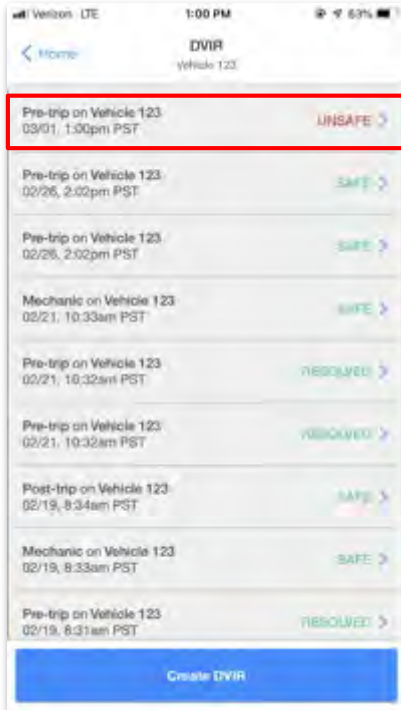 Verizon LTE 1:00 PM 63%
Home DVIR
Vehicle 123
Pre-trip on Vehicle 123
03/01, 1:00pm PST
UNSAFE
Pre-trip on Vehicle 123
02/26, 2:02pm PST
SAFE
Pre-trip on Vehicle 123
02/26, 2:02pm PST
SAFE
Mechanic on Vehicle 123
02/21, 10:33am PST
SAFE
Pre-trip on Vehicle 123
02/21, 10:32am PST
RESOLVED
Pre-trip on Vehicle 123
02/21, 10:32am PST
RESOLVED
Post-trip on Vehicle 123
02/19, 8:34am PST
SAFE
Mechanic on Vehicle 123
02/19, 8:33am PST
SAFE
Pre-trip on Vehicle 123
02/19, 8:31am PST
RESOLVED
Create DVIR